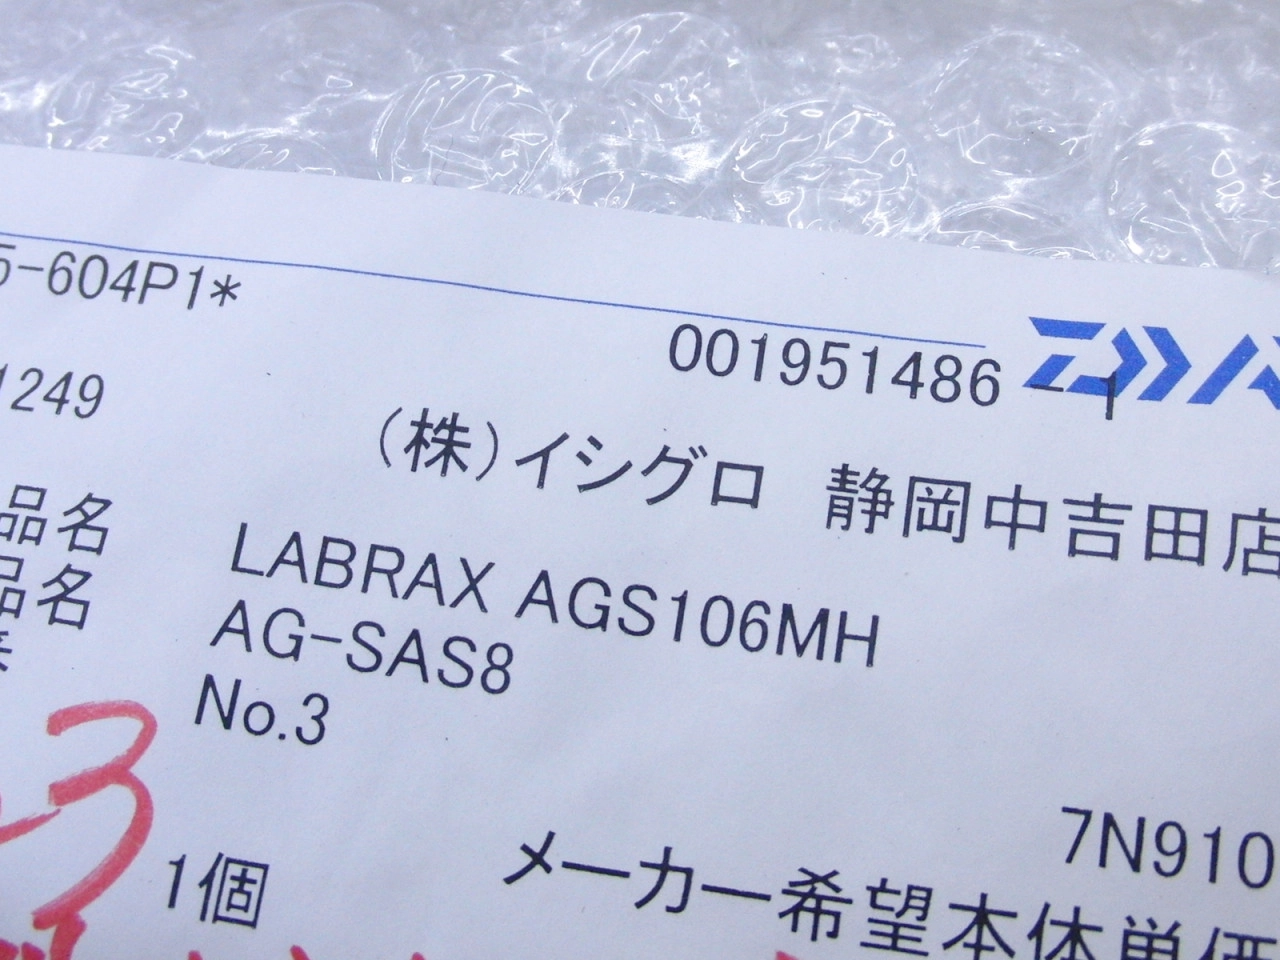 5-604P1*
001951486 - 1
1249
(株)イシグロ 静岡中吉田店
品名 LABRAX AGS106MH
品名 AG-SAS8
No.3
3
7N910
1個
メーカー希望本体単価